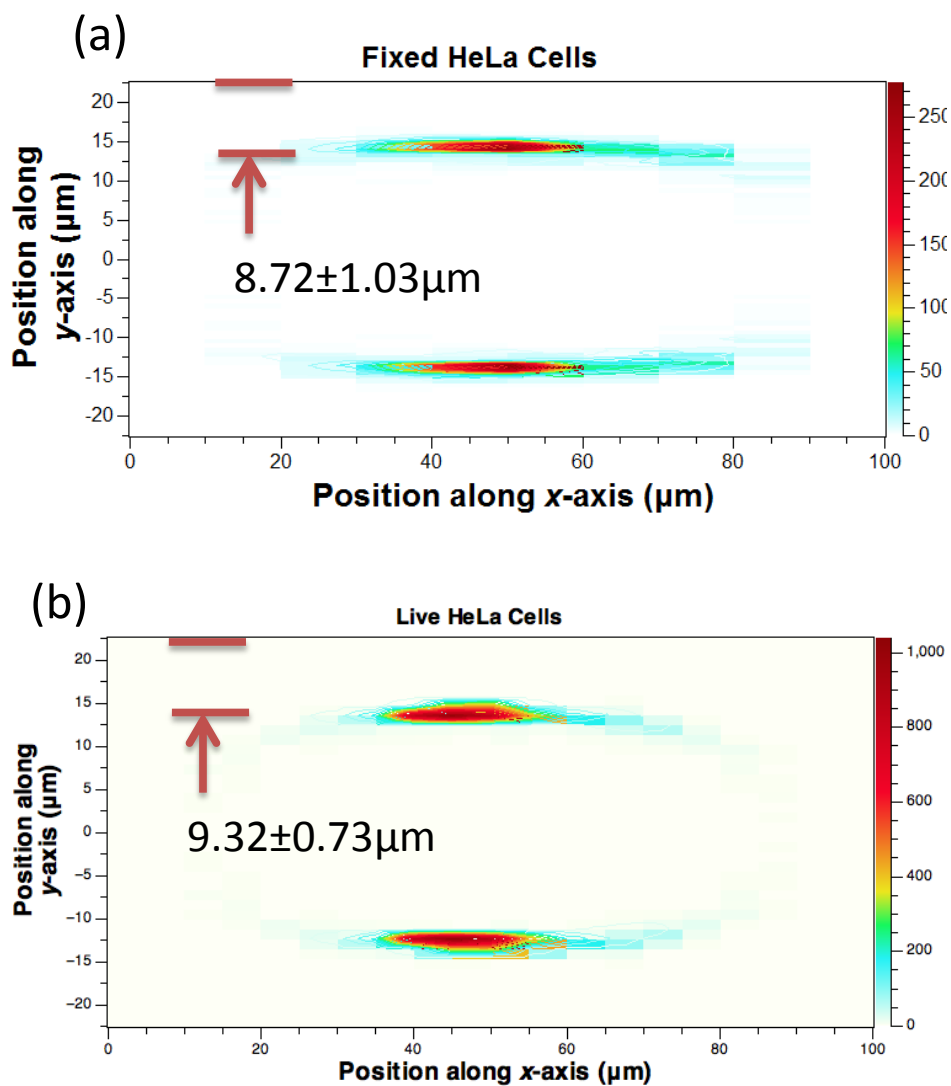 (a)
Fixed HeLa Cells
20
15
10
5
0
-5
-10
-15
-20
Position along
y-axis (µm)
8.72±1.03µm
250
200
150
100
50
0
0 20 40 60 80 100
Position along x-axis (µm)
(b)
Live HeLa Cells
20
15
10
5
0
−5
−10
−15
−20
Position along
y-axis (µm)
9.32±0.73µm
1,000
800
600
400
200
0
0 20 40 60 80 100
Position along x-axis (µm)